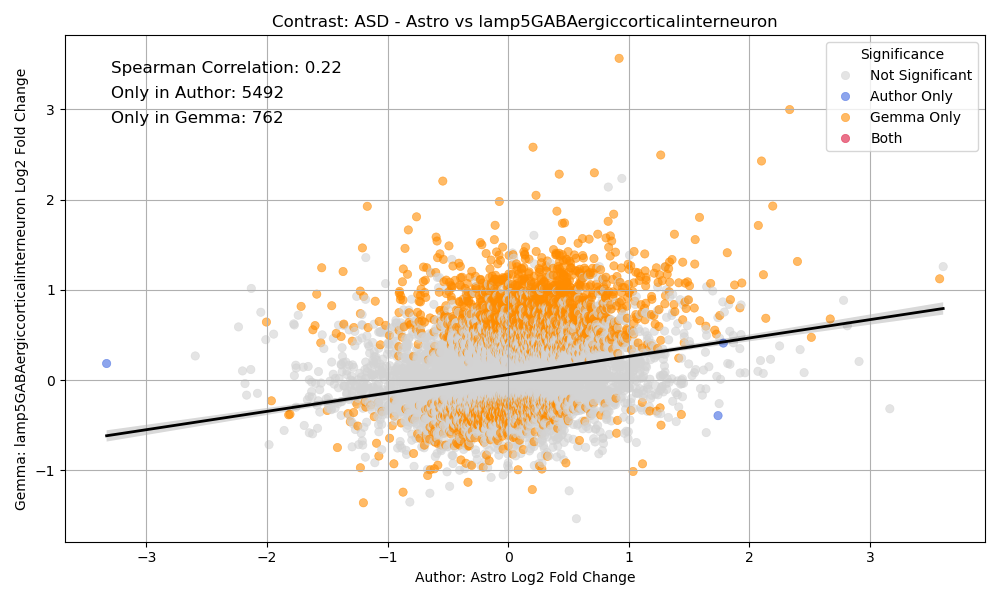 Contrast: ASD - Astro vs lamp5GABAergiccorticalinterneuron
Spearman Correlation: 0.22
Only in Author: 5492
Only in Gemma: 762
Significance
Not Significant
Author Only
Gemma Only
Both
Gemma: lamp5GABAergiccorticalinterneuron Log2 Fold Change
3
2
1
0
−1
−3
−2
−1
0
1
2
3
Author: Astro Log2 Fold Change